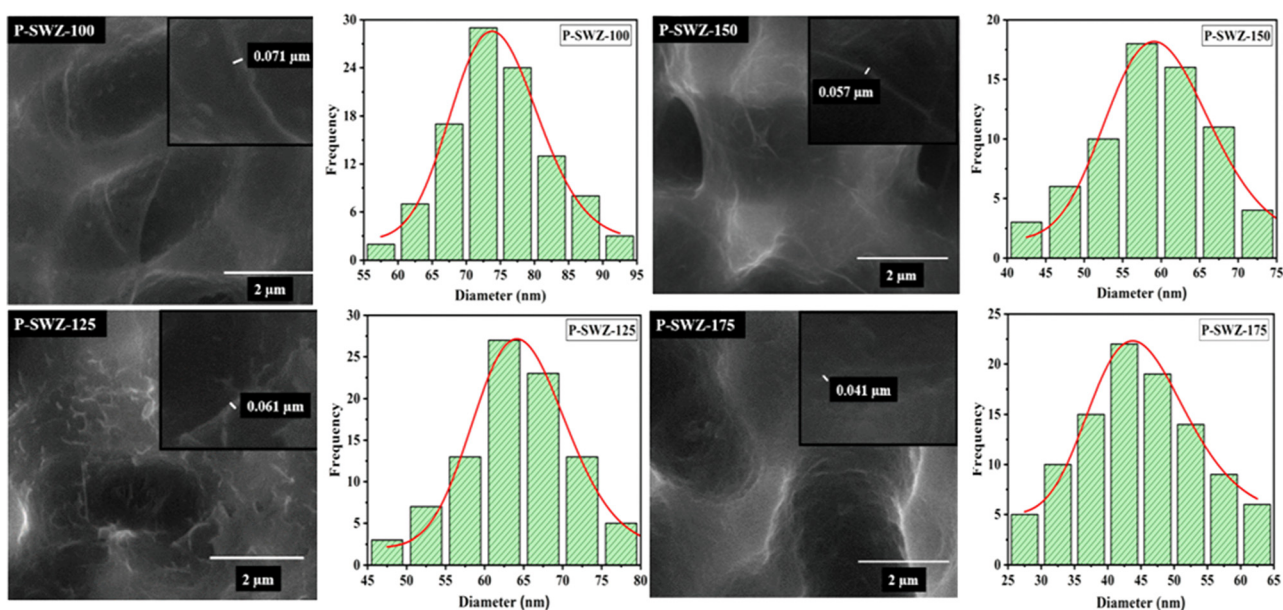 P-SWZ-100
0.071 µm
2 µm
P-SWZ-100
Frequency
30
24
18
12
6
0
55 60 65 70 75 80 85 90 95
Diameter (nm)
P-SWZ-150
0.057 µm
2 µm
P-SWZ-150
Frequency
20
15
10
5
0
40 45 50 55 60 65 70 75
Diameter (nm)
P-SWZ-125
0.061 µm
2 µm
P-SWZ-125
Frequency
30
25
20
15
10
5
0
45 50 55 60 65 70 75 80
Diameter (nm)
P-SWZ-175
0.041 µm
2 µm
P-SWZ-175
Frequency
25
20
15
10
5
0
25 30 35 40 45 50 55 60 65
Diameter (nm)